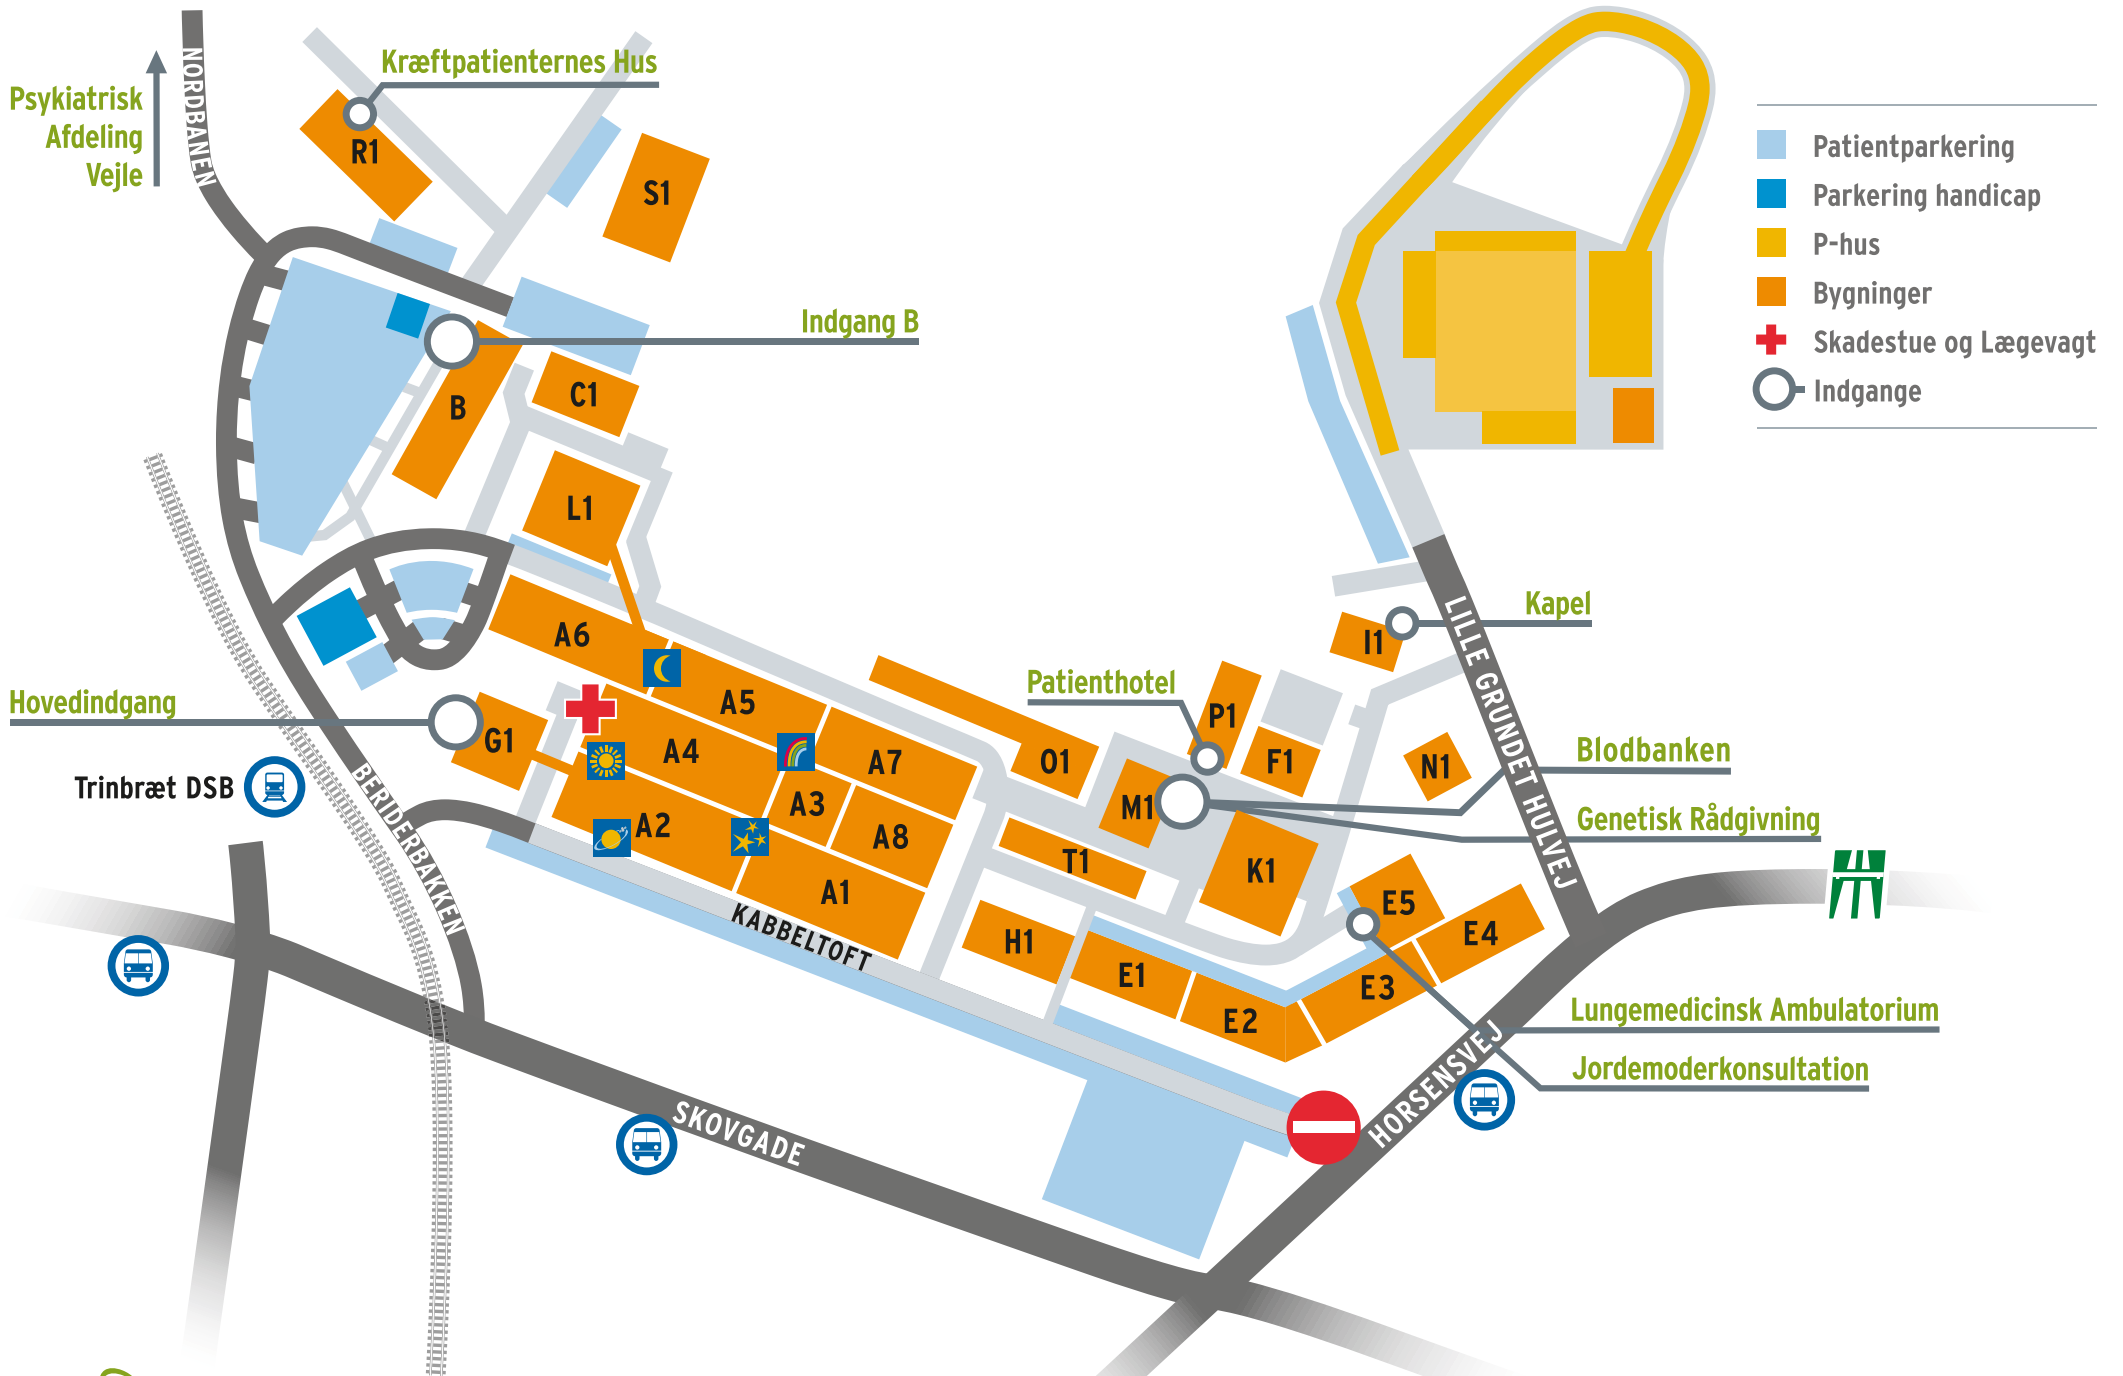 NORDBANEN
Kræftpatienternes Hus
Psykiatrisk
Afdeling
Vejle
R1
S1
Patientparkering
Parkering handicap
P-hus
Bygninger
Skadestue og Lægevagt
Indgange
Indgang B
B
C1
L1
Kapel
I1
LILLE GRUNDET HULVEJ
A6
Hovedindgang
G1
A5
A4
A7
O1
Patienthotel
P1
F1
N1
Blodbanken
Trinbræt DSB
BERIDERBAKKEN
A3
A2
A8
M1
Genetisk Rådgivning
T1
K1
A1
KABBELTOFT
H1
E1
E2
E3
E4
E5
Lungemedicinsk Ambulatorium
Jordemoderkonsultation
HORSENSVEJ
SKOVGADE